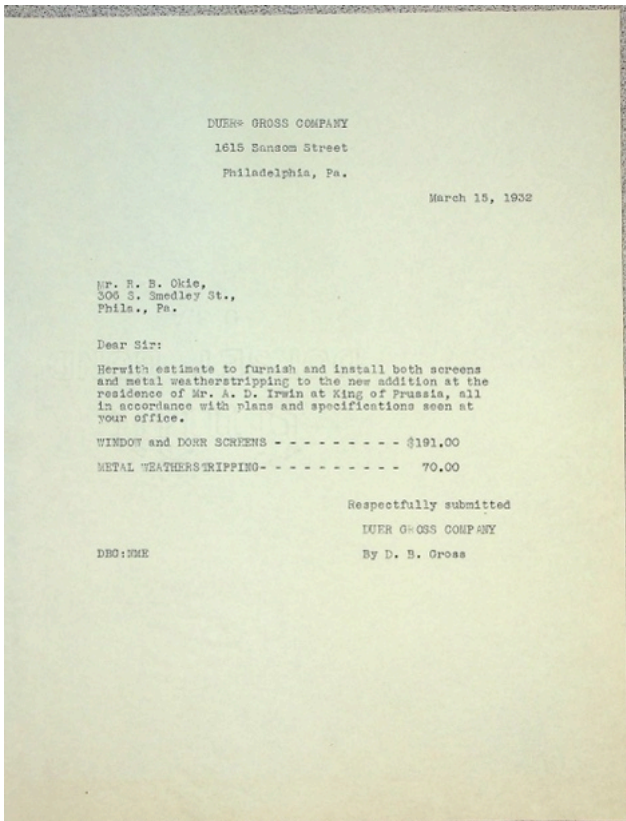 DUER- GROSS COMPANY
1615 Sansom Street
Philadelphia, Pa.
March 15, 1932
Mr. R. B. Okie,
306 S. Smedley St.,
Phila., Pa.
Dear Sir:
Herwith estimate to furnish and install both screens
and metal weatherstripping to the new addition at the
residence of Mr. A. D. Irwin at King of Prussia, all
in accordance with plans and specifications seen at
your office.
WINDOW and DORR SCREENS - - - - - - - - - - $191.00
METAL WEATHERSTRIPPING- - - - - - - - - - - 70.00
Respectfully submitted
DUER GROSS COMPANY
DBG:NME
By D. B. Gross